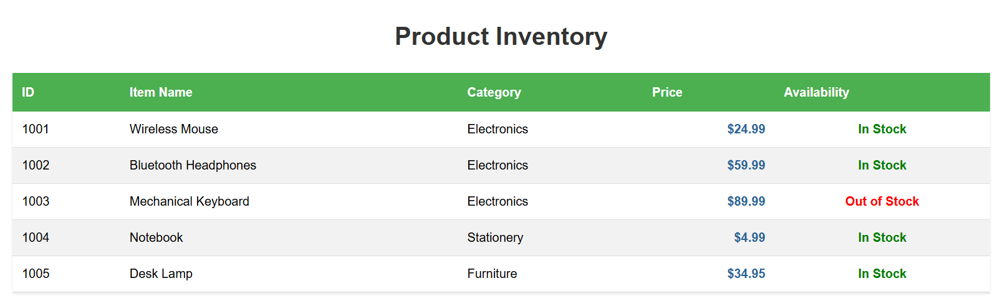 Product Inventory
ID Item Name Category Price Availability
1001 Wireless Mouse Electronics $24.99 In Stock
1002 Bluetooth Headphones Electronics $59.99 In Stock
1003 Mechanical Keyboard Electronics $89.99 Out of Stock
1004 Notebook Stationery $4.99 In Stock
1005 Desk Lamp Furniture $34.95 In Stock